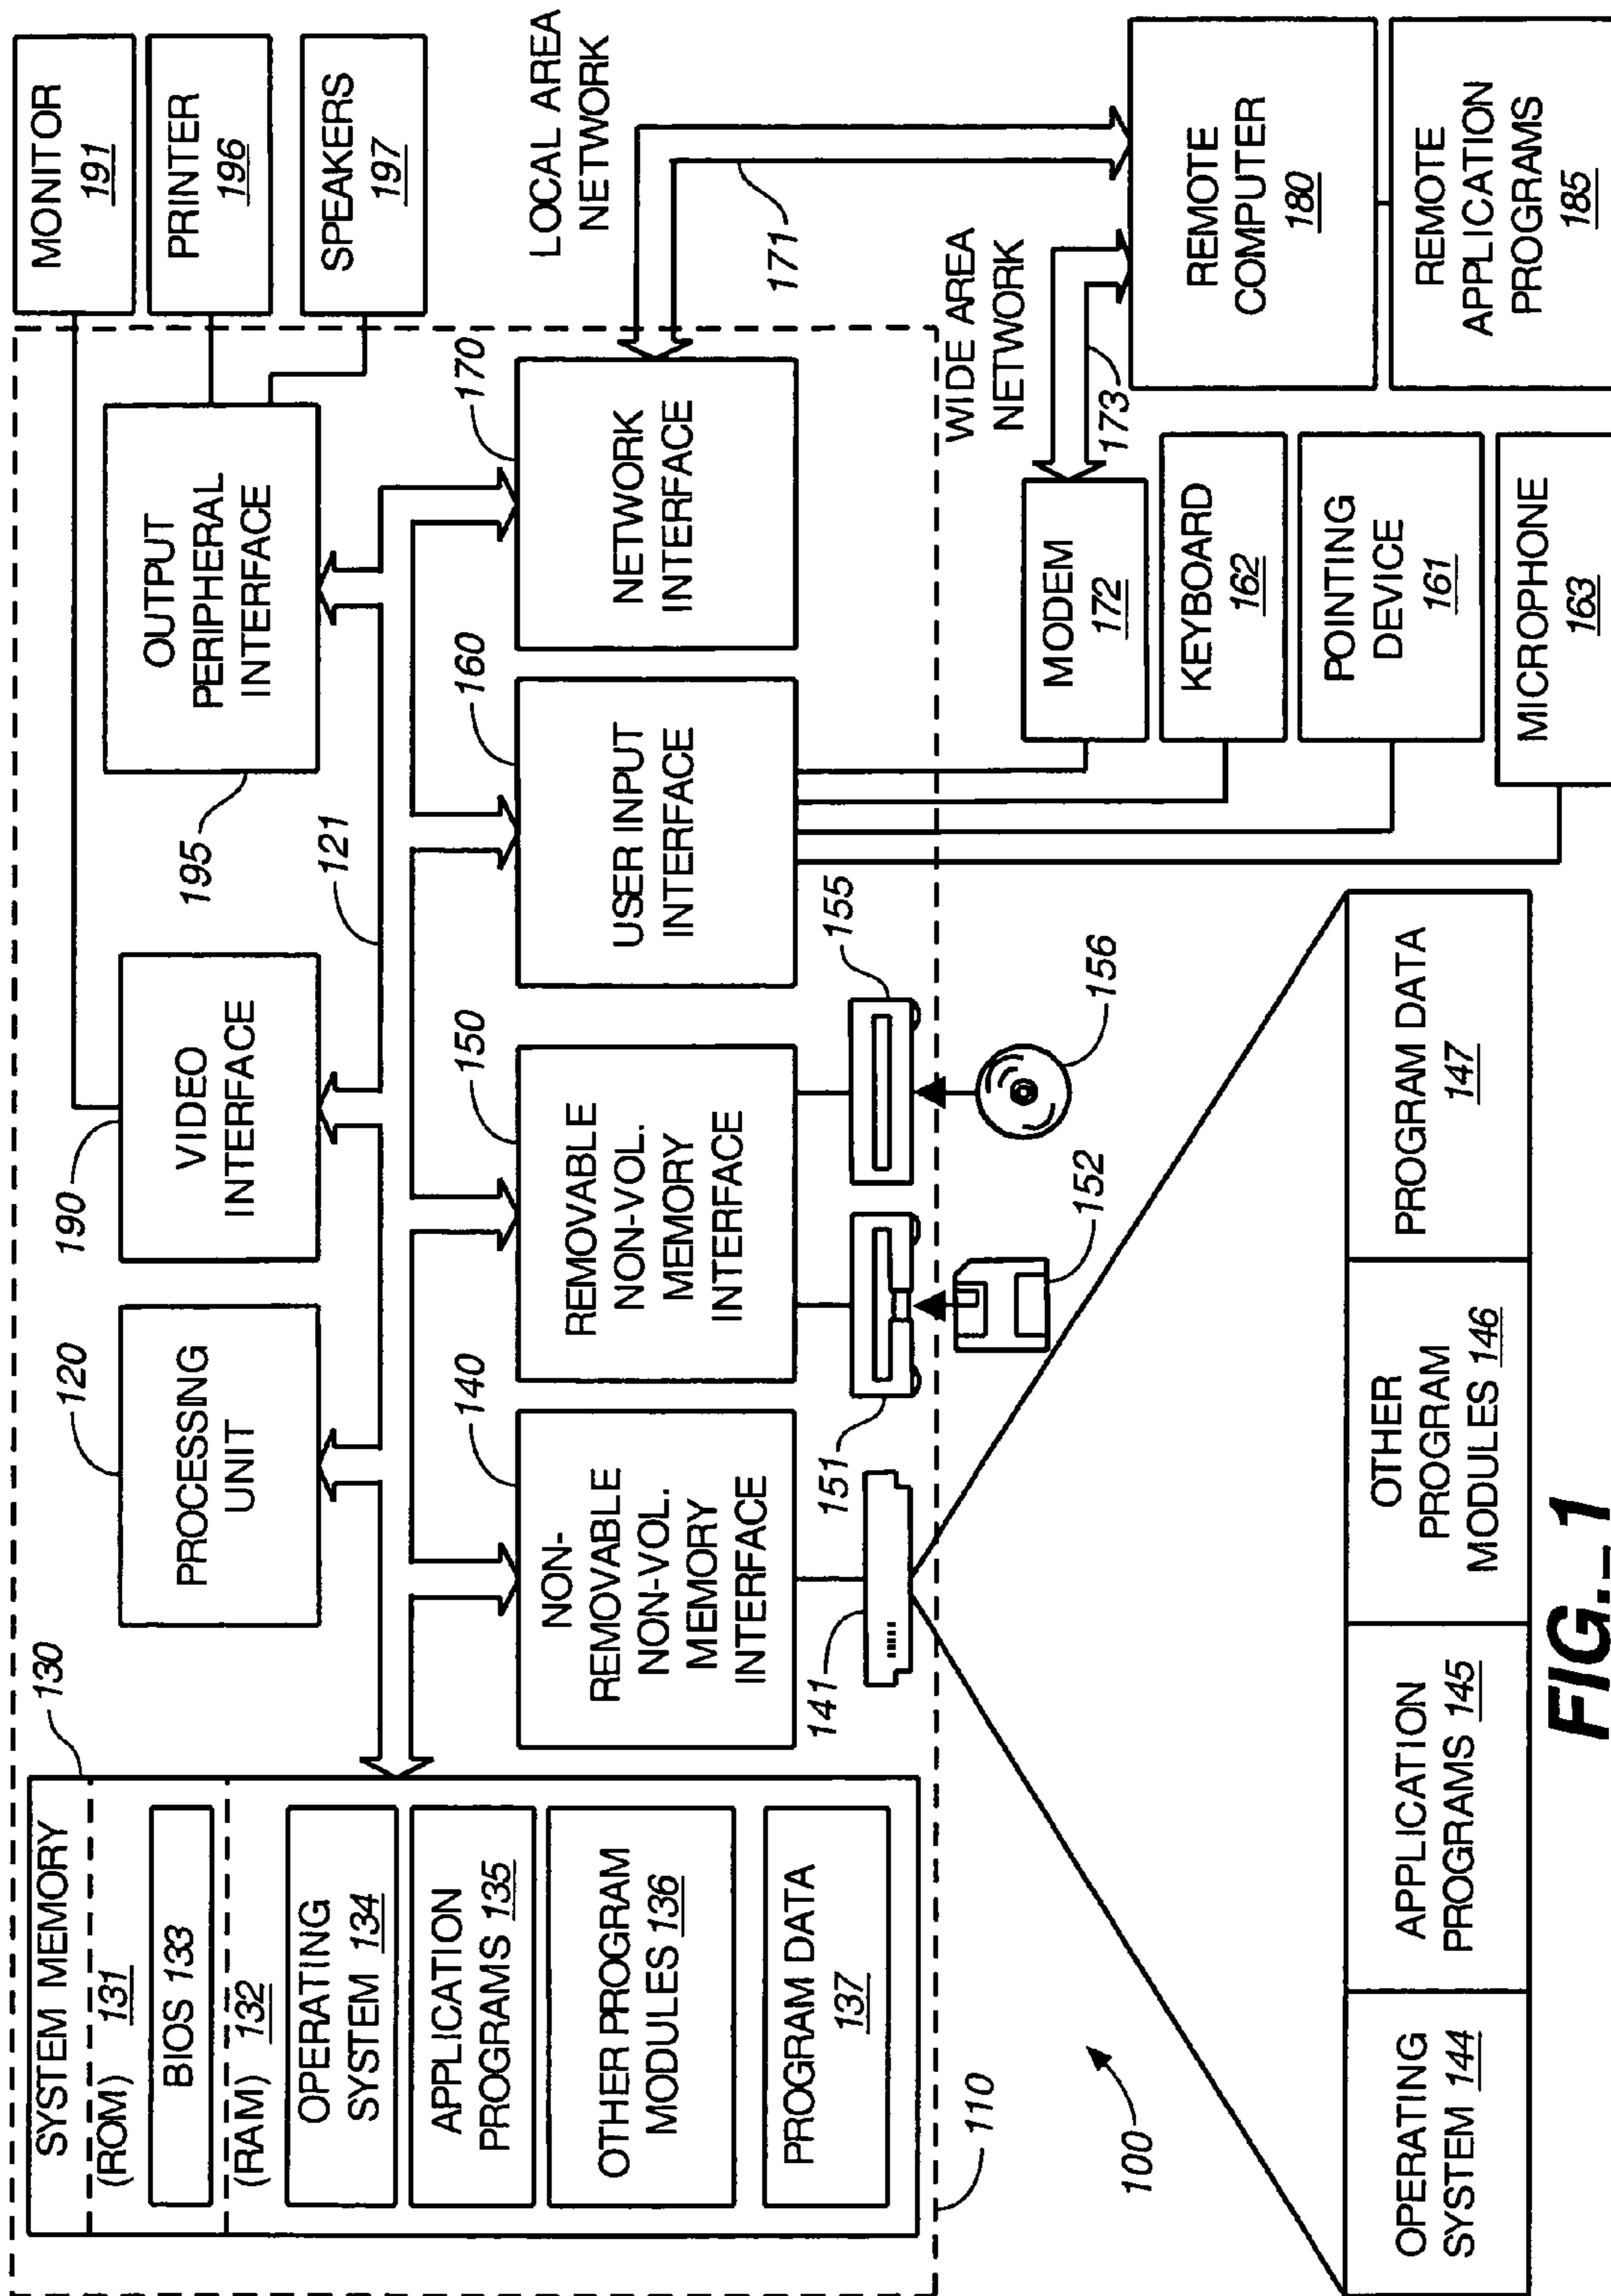 SYSTEM MEMORY
130
(ROM) 131
BIOS 133
(RAM) 132
OPERATING
SYSTEM 134
APPLICATION
PROGRAMS 135
OTHER PROGRAM
MODULES 136
PROGRAM DATA
137
110
120
PROCESSING
UNIT
190
VIDEO
INTERFACE
195
OUTPUT
PERIPHERAL
INTERFACE
121
MONITOR
191
PRINTER
196
SPEAKERS
197
140
NON-
REMOVABLE
NON-VOL.
MEMORY
INTERFACE
150
REMOVABLE
NON-VOL.
MEMORY
INTERFACE
160
USER INPUT
INTERFACE
170
NETWORK
INTERFACE
LOCAL AREA
NETWORK
171
141
151
155
152
156
WIDE AREA
NETWORK
173
MODEM
172
KEYBOARD
162
POINTING
DEVICE
161
MICROPHONE
163
REMOTE
COMPUTER
180
REMOTE
APPLICATION
PROGRAMS
185
100
OPERATING
SYSTEM 144
APPLICATION
PROGRAMS 145
OTHER
PROGRAM
MODULES 146
PROGRAM DATA
147
FIG._1